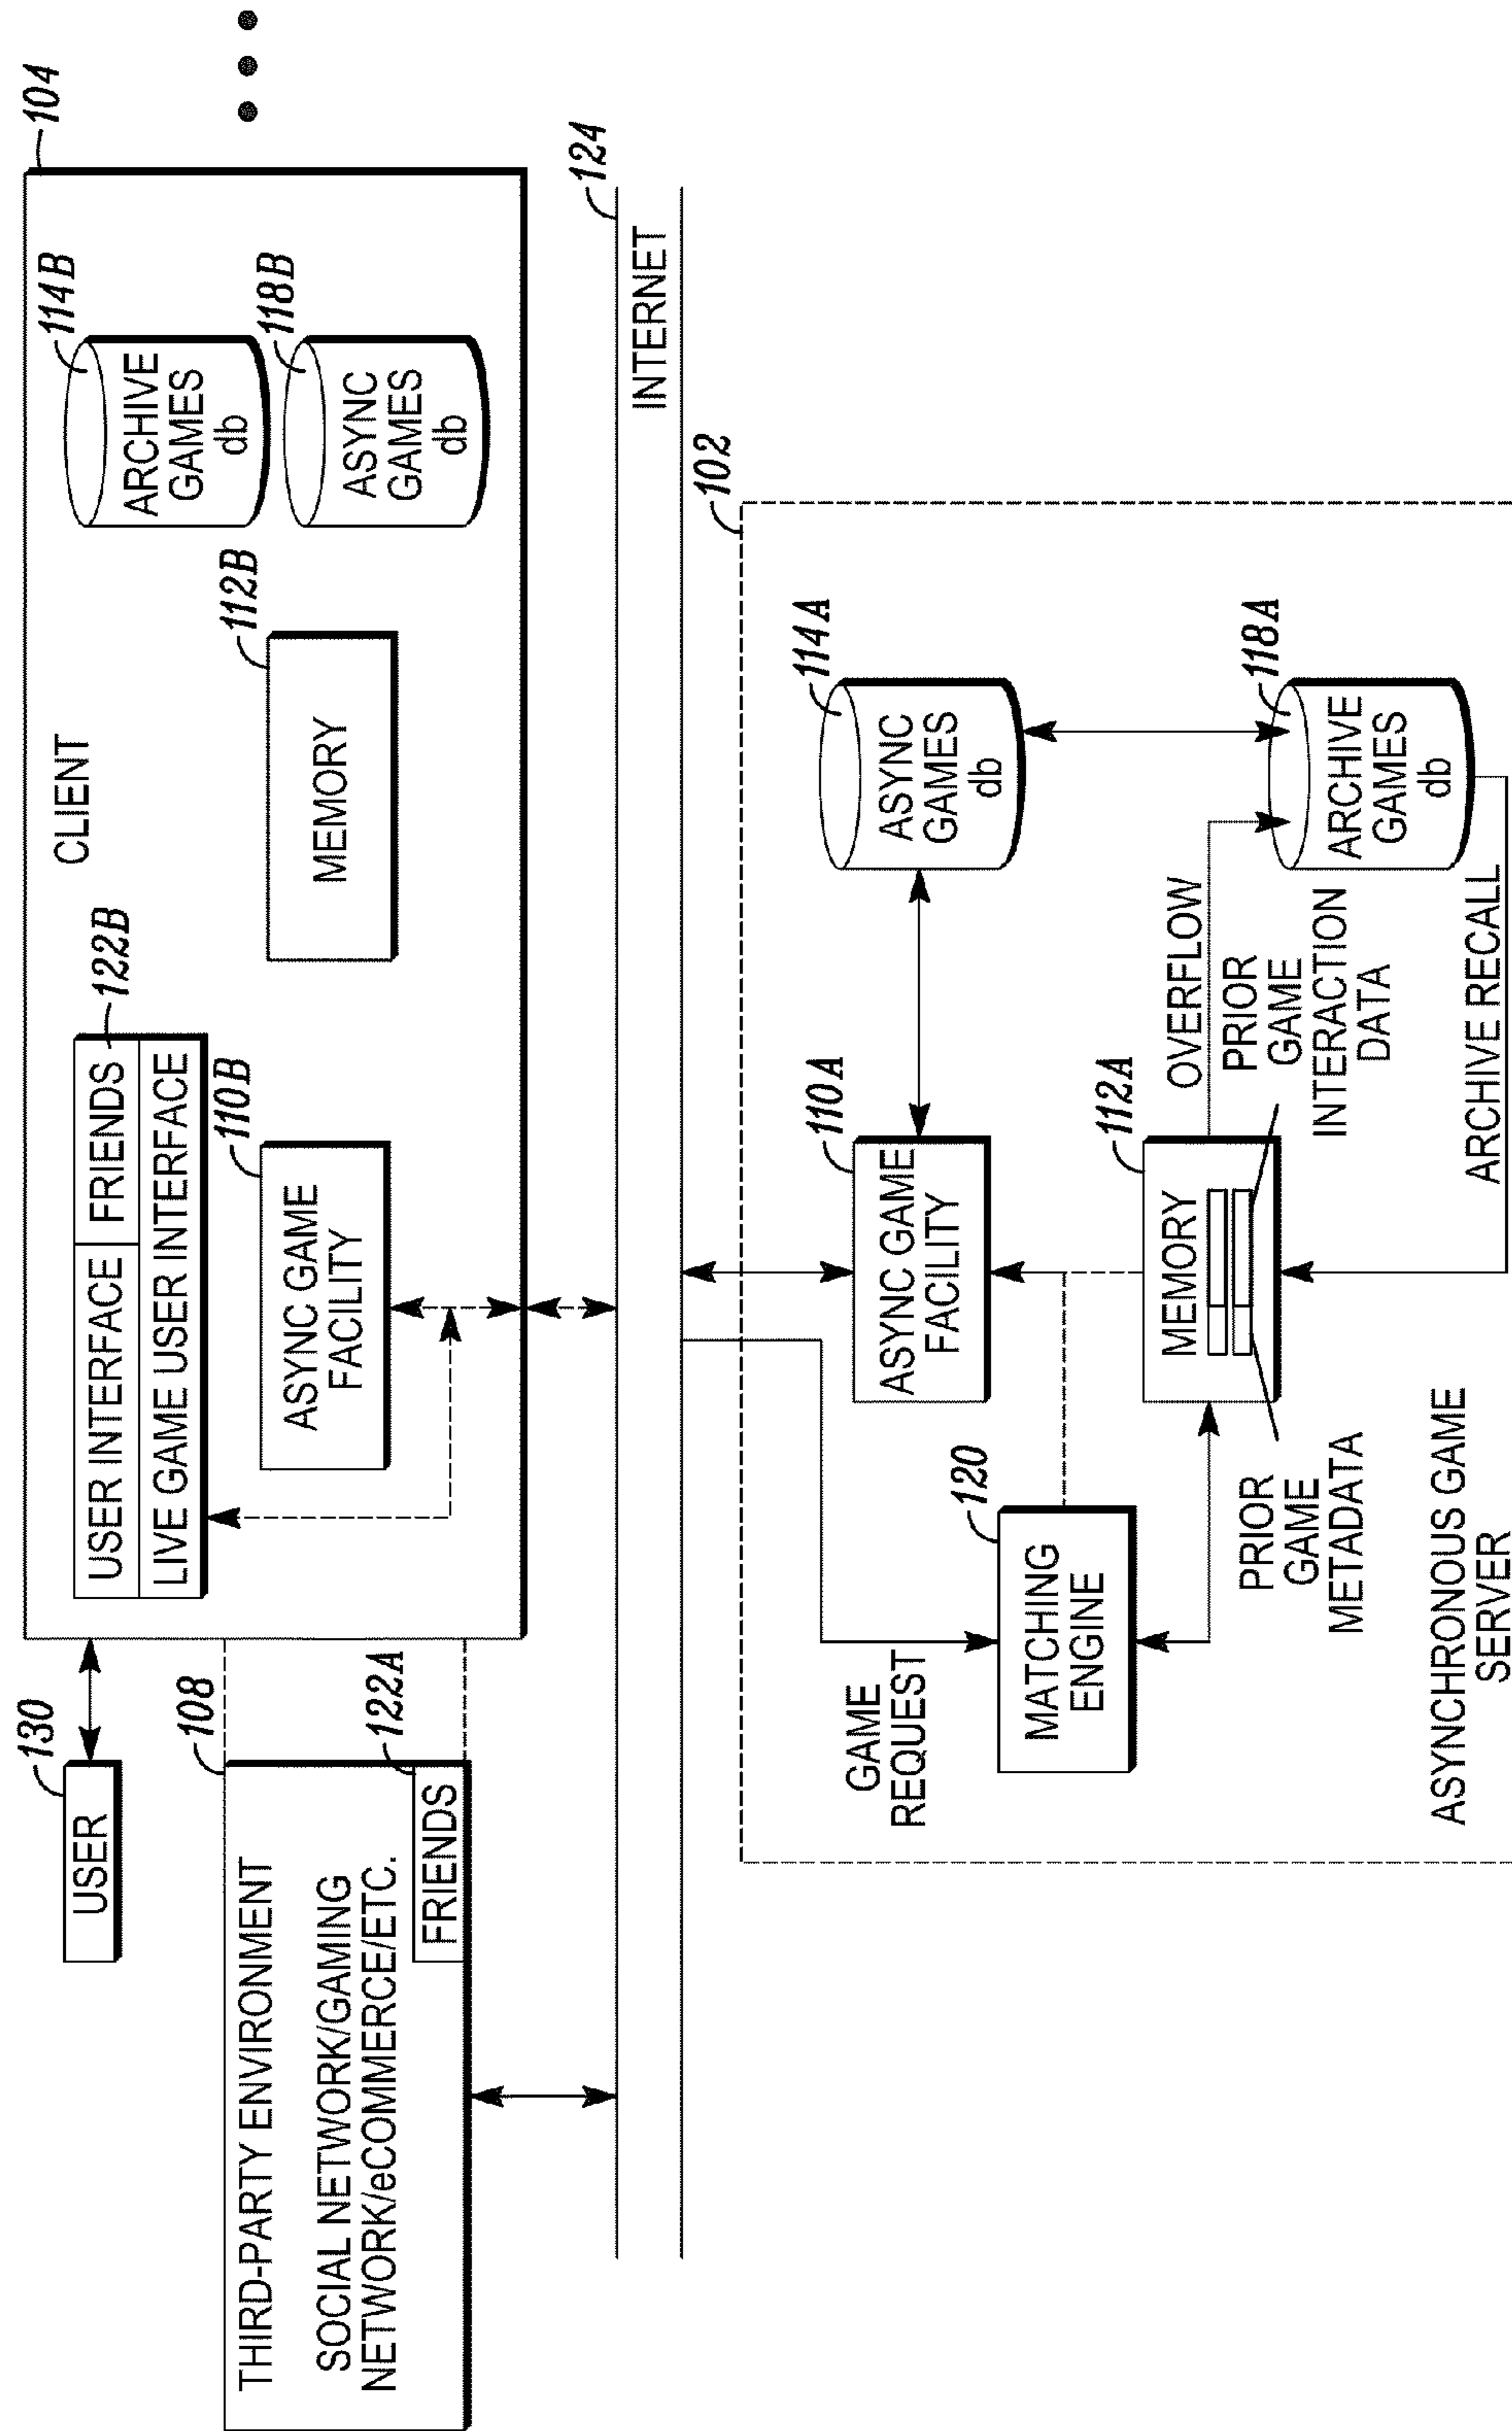 130
USER
108
THIRD-PARTY ENVIRONMENT
SOCIAL NETWORK/GAMING
NETWORK/eCOMMERCE/ETC.
122A
FRIENDS
104
CLIENT
USER INTERFACE
FRIENDS
122B
LIVE GAME USER INTERFACE
110B
ASYNC GAME
FACILITY
112B
MEMORY
114B
ARCHIVE
GAMES
db
118B
ASYNC
GAMES
db
124
INTERNET
102
GAME
REQUEST
120
MATCHING
ENGINE
110A
ASYNC GAME
FACILITY
112A
MEMORY
PRIOR
GAME
METADATA
OVERFLOW
PRIOR
GAME
INTERACTION
DATA
114A
ASYNC
GAMES
db
118A
ARCHIVE
GAMES
db
ARCHIVE RECALL
ASYNCHRONOUS GAME
SERVER